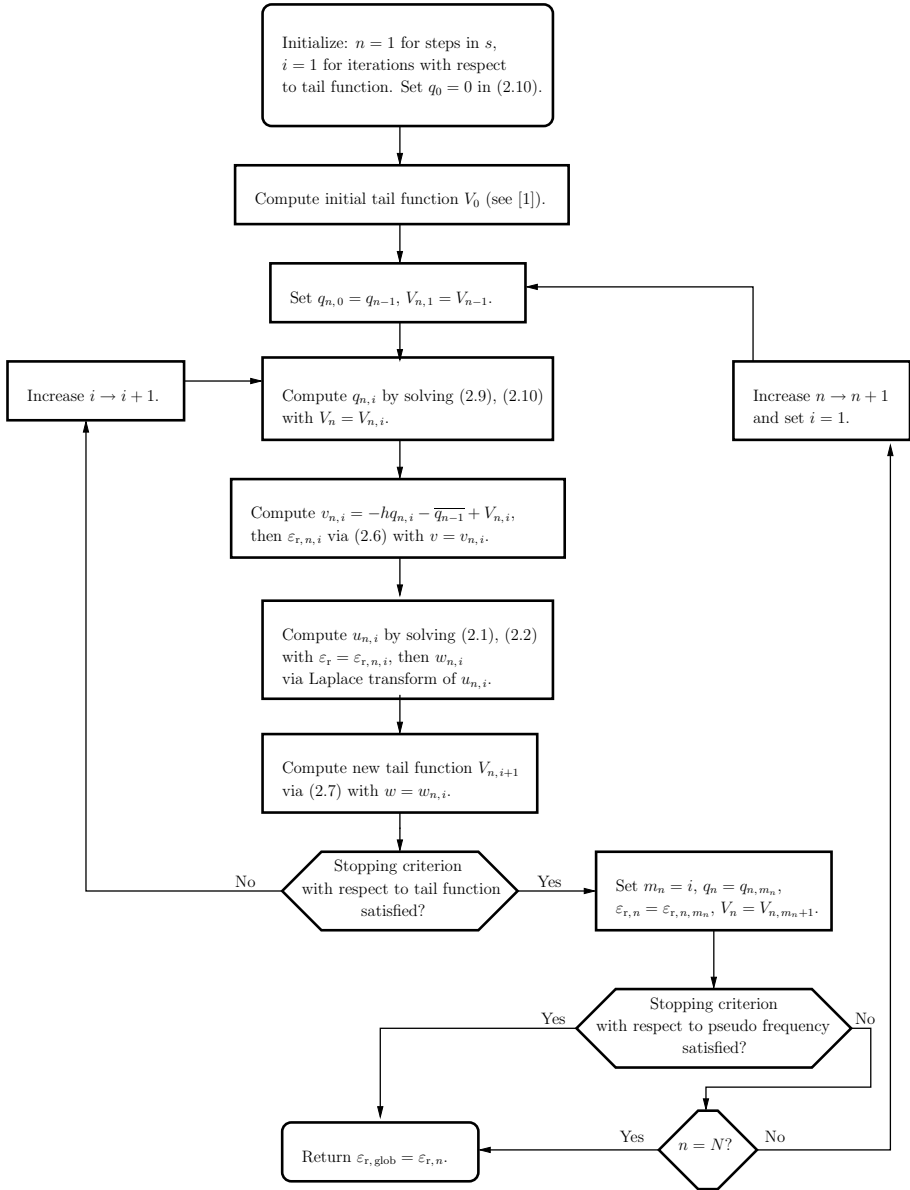 Initialize: n = 1 for steps in s,
i = 1 for iterations with respect
to tail function. Set q_0 = 0 in (2.10).
Compute initial tail function V_0 (see [1]).
Set q_{n,0} = q_{n−1}, V_{n,1} = V_{n−1}.
Increase i → i + 1.
Compute q_{n,i} by solving (2.9), (2.10)
with V_n = V_{n,i}.
Increase n → n + 1
and set i = 1.
Compute v_{n,i} = −hq_{n,i} − \overline{q_{n−1}} + V_{n,i},
then ε_{r,n,i} via (2.6) with v = v_{n,i}.
Compute u_{n,i} by solving (2.1), (2.2)
with ε_r = ε_{r,n,i}, then w_{n,i}
via Laplace transform of u_{n,i}.
Compute new tail function V_{n,i+1}
via (2.7) with w = w_{n,i}.
Stopping criterion
with respect to tail function
satisfied?
No
Yes
Set m_n = i, q_n = q_{n,m_n},
ε_{r,n} = ε_{r,n,m_n}, V_n = V_{n,m_n+1}.
Stopping criterion
with respect to pseudo frequency
satisfied?
Yes
No
n = N?
Yes
No
Return ε_{r,glob} = ε_{r,n}.